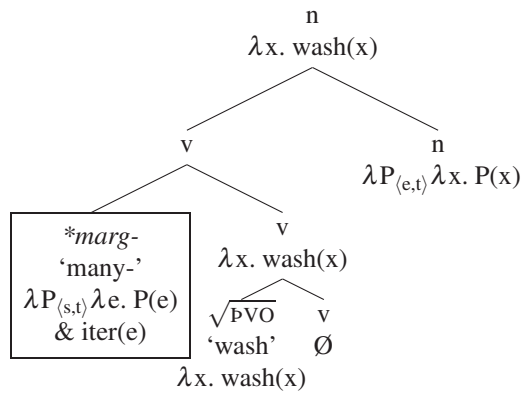 n
λx. wash(x)
v
n
λP⟨e,t⟩λx. P(x)
*marg-
‘many-’
λP⟨s,t⟩λe. P(e)
& iter(e)
v
λx. wash(x)
√ÞVO
‘wash’
λx. wash(x)
v
Ø